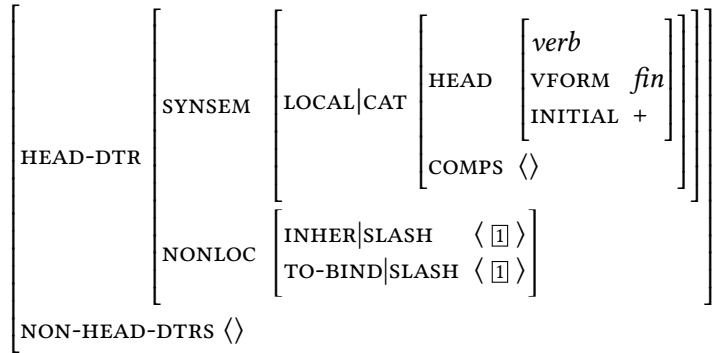 verb
HEAD VFORM fin
SYNSEM LOCAL|CAT INITIAL +
HEAD-DTR COMPS ⟨⟩
NONLOC INHER|SLASH ⟨ 1 ⟩
TO-BIND|SLASH ⟨ 1 ⟩
NON-HEAD-DTRS ⟨⟩